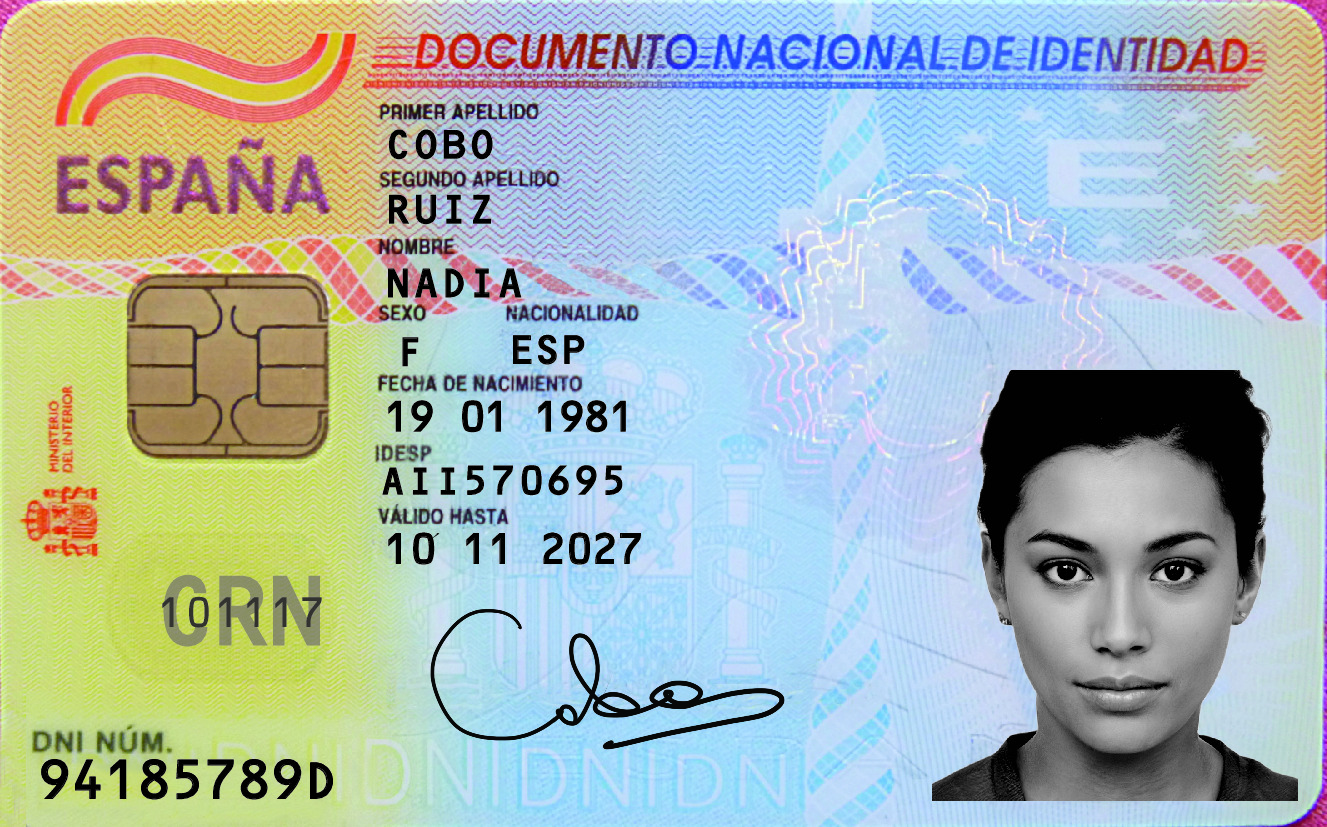 DOCUMENTO NACIONAL DE IDENTIDAD
ESPAÑA
PRIMER APELLIDO
COBO
SEGUNDO APELLIDO
RUIZ
NOMBRE
NADIA
SEXO NACIONALIDAD
F ESP
FECHA DE NACIMIENTO
19 01 1981
IDESP
AII570695
VÁLIDO HASTA
10 11 2027
MINISTERIO
DEL INTERIOR
CRN
101117
Cobo
DNI NÚM.
94185789D
DNIDNIDNIDNI
E